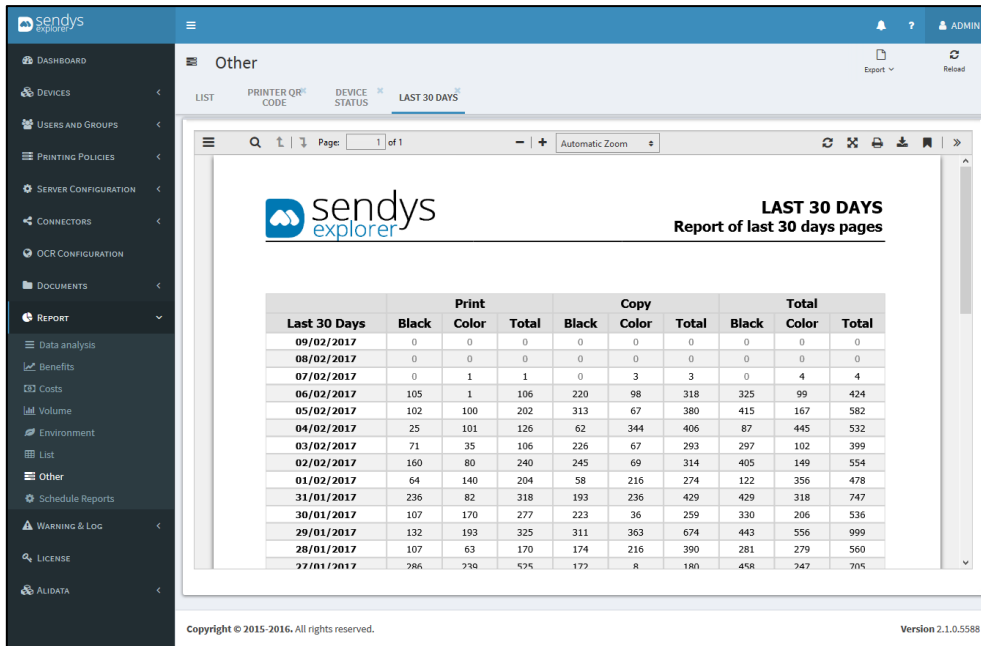 sendys
explorer
ADMIN
DASHBOARD
DEVICES
USERS AND GROUPS
PRINTING POLICIES
SERVER CONFIGURATION
CONNECTORS
OCR CONFIGURATION
DOCUMENTS
REPORT
Data analysis
Benefits
Costs
Volume
Environment
List
Other
Schedule Reports
WARNING & LOG
LICENSE
ALIDATA
Other
Export
Reload
LIST
PRINTER QR CODE
DEVICE STATUS
LAST 30 DAYS
Page: 1 of 1
Automatic Zoom
sendys
explorer
LAST 30 DAYS
Report of last 30 days pages
Print Copy Total
Last 30 Days Black Color Total Black Color Total Black Color Total
09/02/2017 0 0 0 0 0 0 0 0 0
08/02/2017 0 0 0 0 0 0 0 0 0
07/02/2017 0 1 1 0 3 3 0 4 4
06/02/2017 105 1 106 220 98 318 325 99 424
05/02/2017 102 100 202 313 67 380 415 167 582
04/02/2017 25 101 126 62 344 406 87 445 532
03/02/2017 71 35 106 226 67 293 297 102 399
02/02/2017 160 80 240 245 69 314 405 149 554
01/02/2017 64 140 204 58 216 274 122 356 478
31/01/2017 236 82 318 193 236 429 429 318 747
30/01/2017 107 170 277 223 36 259 330 206 536
29/01/2017 132 193 325 311 363 674 443 556 999
28/01/2017 107 63 170 174 216 390 281 279 560
27/01/2017 286 239 525 172 8 180 458 247 705
Copyright © 2015-2016. All rights reserved.
Version 2.1.0.5588